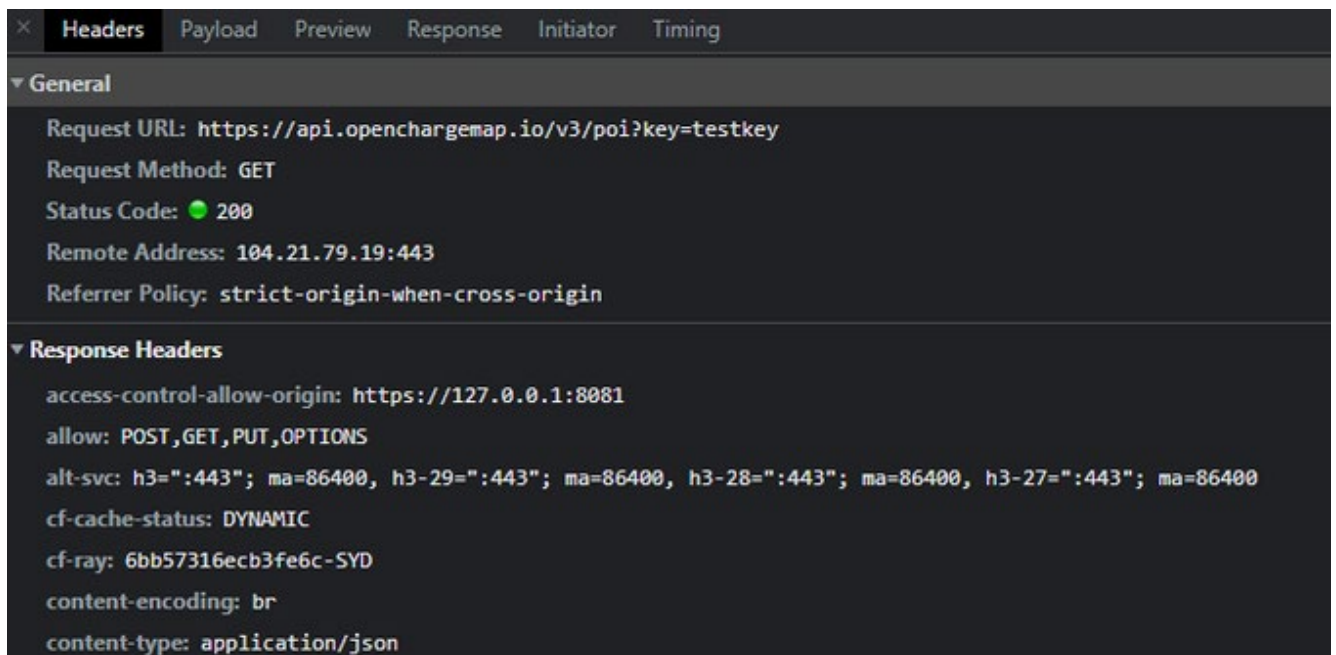 Headers Payload Preview Response Initiator Timing
General
Request URL: https://api.openchargemap.io/v3/poi?key=testkey
Request Method: GET
Status Code: 200
Remote Address: 104.21.79.19:443
Referrer Policy: strict-origin-when-cross-origin
Response Headers
access-control-allow-origin: https://127.0.0.1:8081
allow: POST,GET,PUT,OPTIONS
alt-svc: h3=":443"; ma=86400, h3-29=":443"; ma=86400, h3-28=":443"; ma=86400, h3-27=":443"; ma=86400
cf-cache-status: DYNAMIC
cf-ray: 6bb57316ecb3fe6c-SYD
content-encoding: br
content-type: application/json